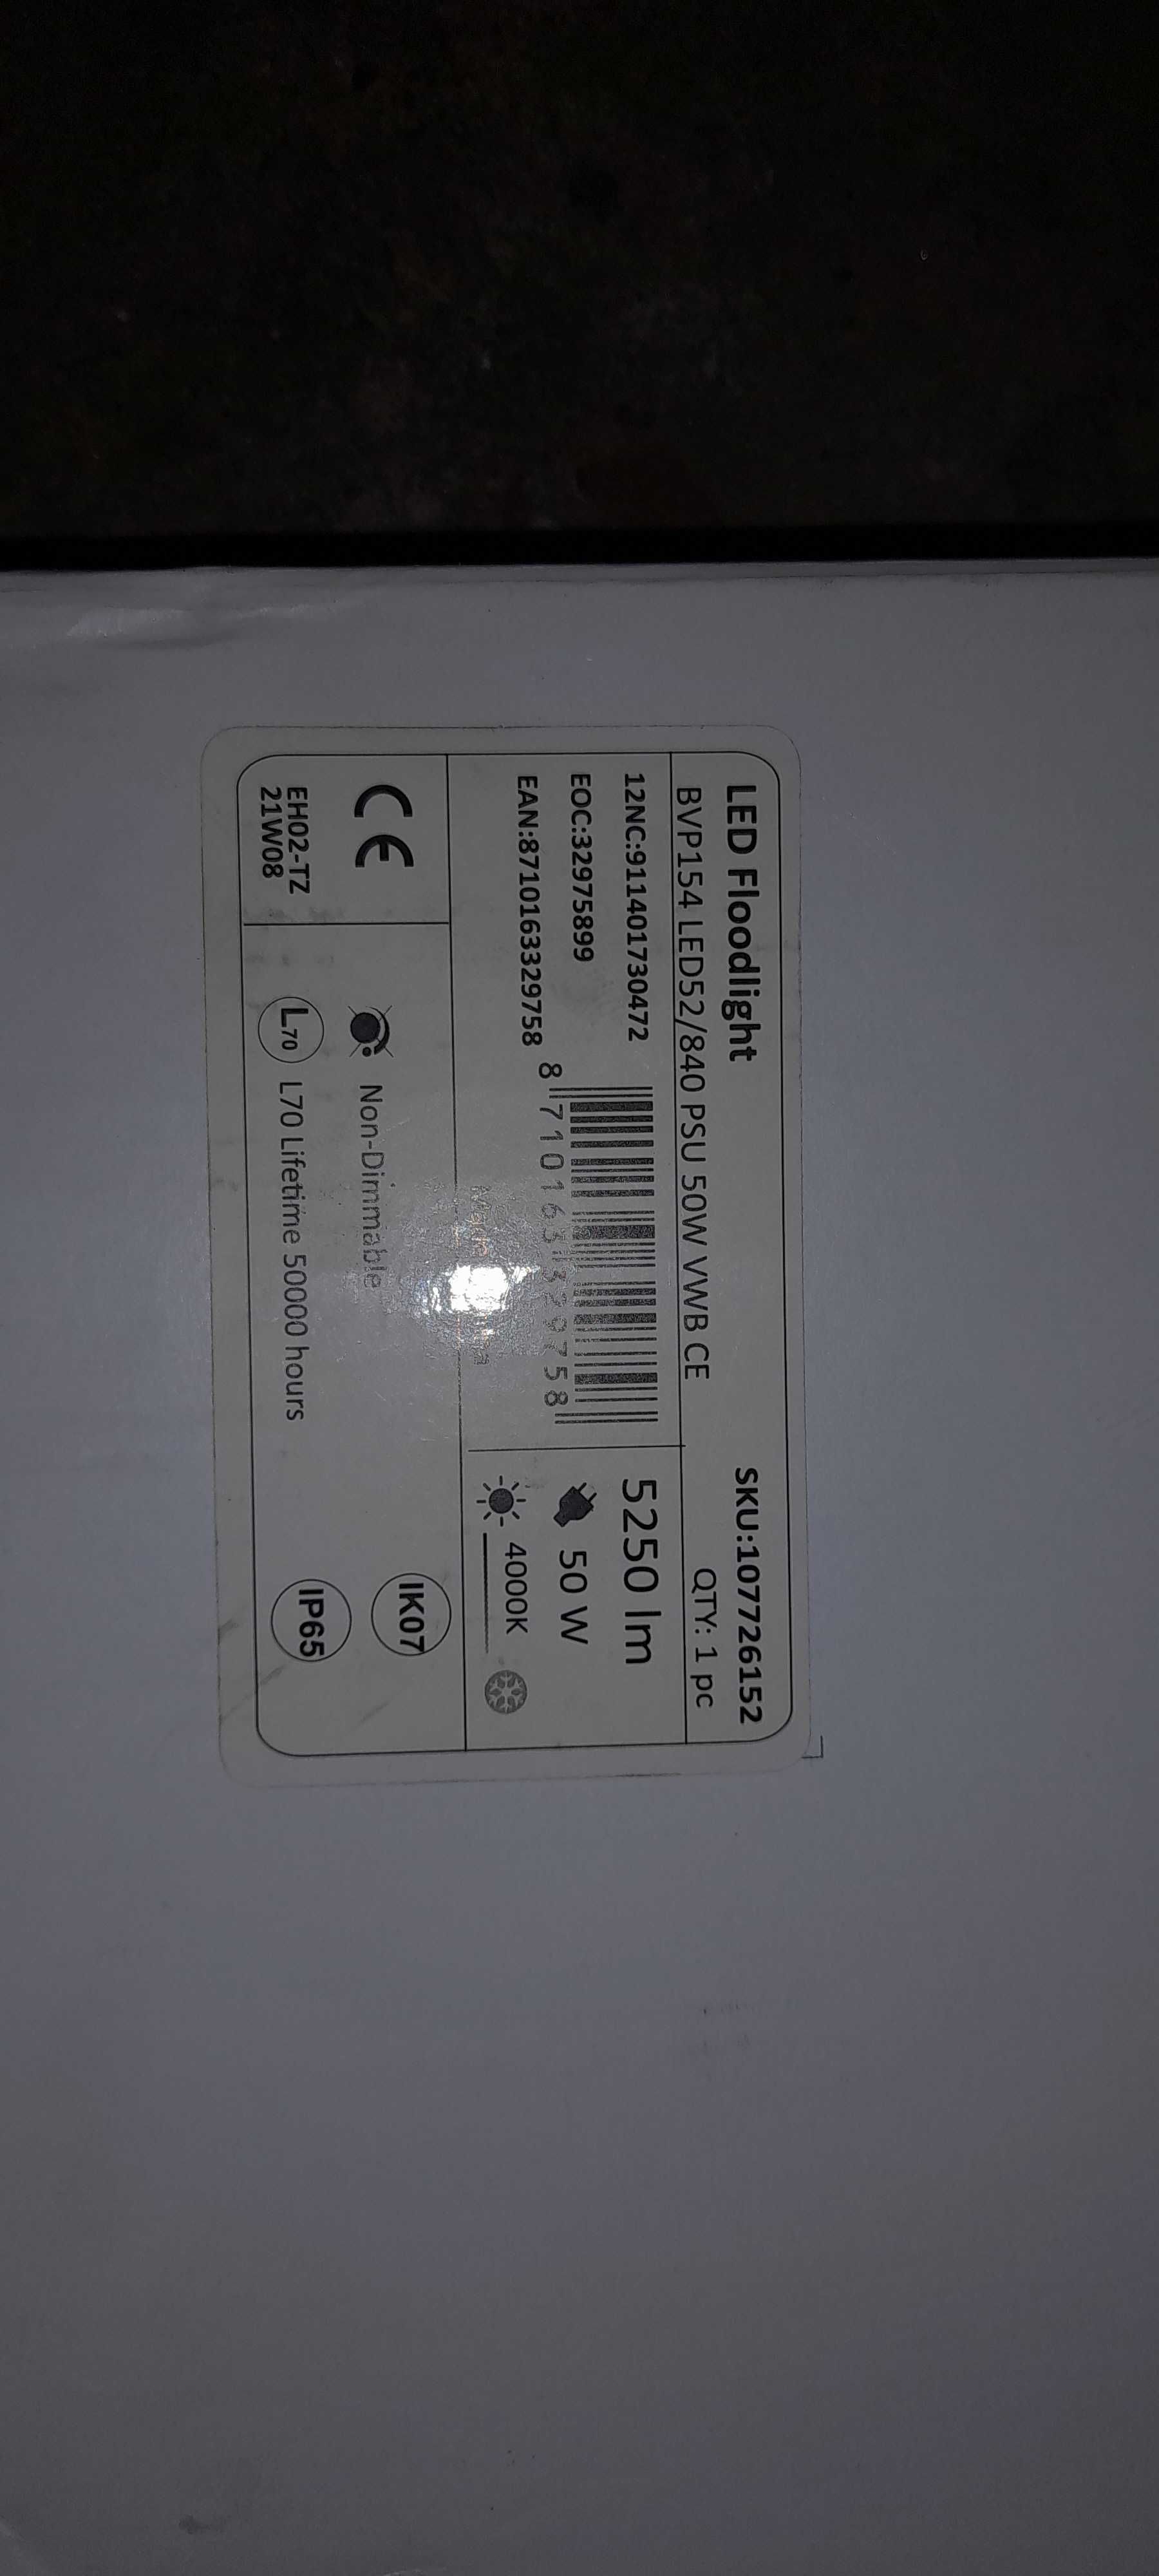 LED Floodlight SKU:107726152
BVP154 LED52/840 PSU 50W VWB CE QTY: 1 pc
12NC:911401730472
EOC:32975899
EAN:8710163329758
8 710163 329758
5250 lm
50 W
4000K
CE
EH02-TZ
21W08
Non-Dimmable
L70 L70 Lifetime 50000 hours
IK07
IP65